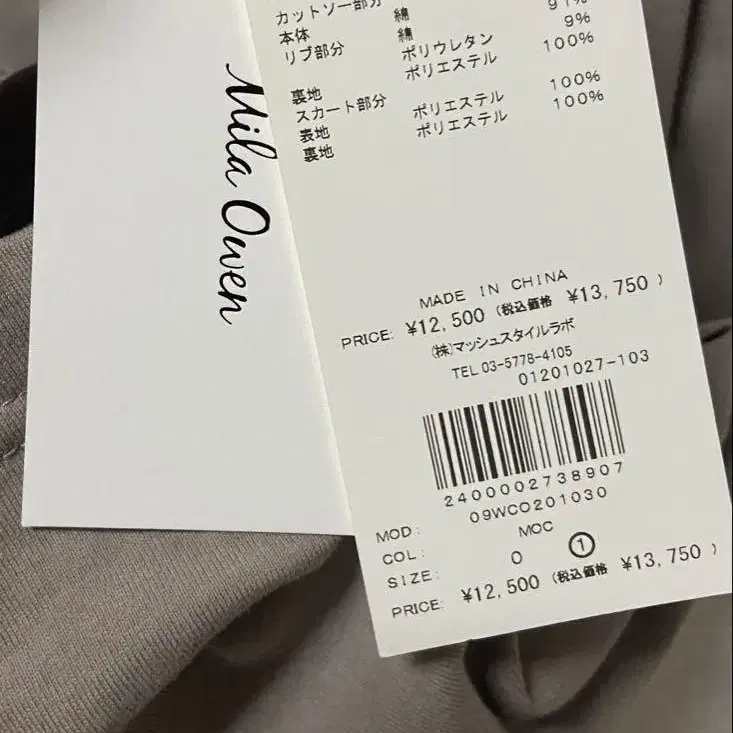 Mila Owen
カットソー部分
本体 綿 91%
リブ部分 綿 9%
ポリウレタン 100%
裏地 ポリエステル
スカート部分 100%
表地 ポリエステル 100%
裏地 ポリエステル
MADE IN CHINA
PRICE: ¥12,500 (税込価格 ¥13,750 )
(株)マッシュスタイルラボ
TEL 03-5778-4105
01201027-103
2400002738907
09WCO201030
MOD:
COL: MOC
SIZE: 0 ①
PRICE: ¥12,500 (税込価格 ¥13,750 )